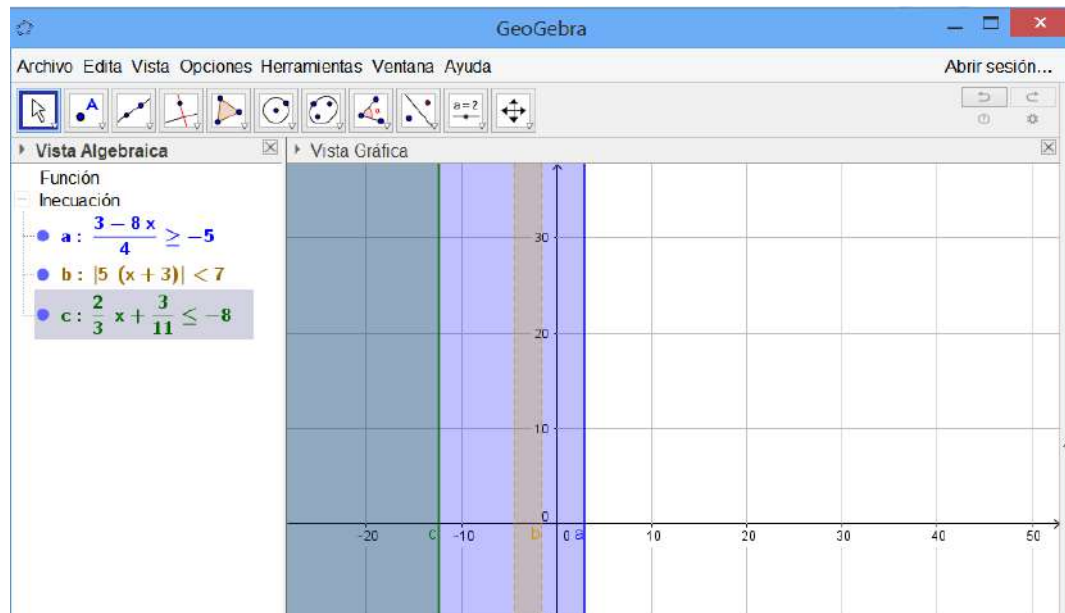 GeoGebra
Archivo Edita Vista Opciones Herramientas Ventana Ayuda
Abrir sesión...
A
a=2
Vista Algebraica
Vista Gráfica
Función
Inecuación
a : (3 − 8 x)/4 ≥ −5
b : |5 (x + 3)| < 7
c : 2/3 x + 3/11 ≤ −8
30
20
10
0
-20 c -10 b 0 a 10 20 30 40 50